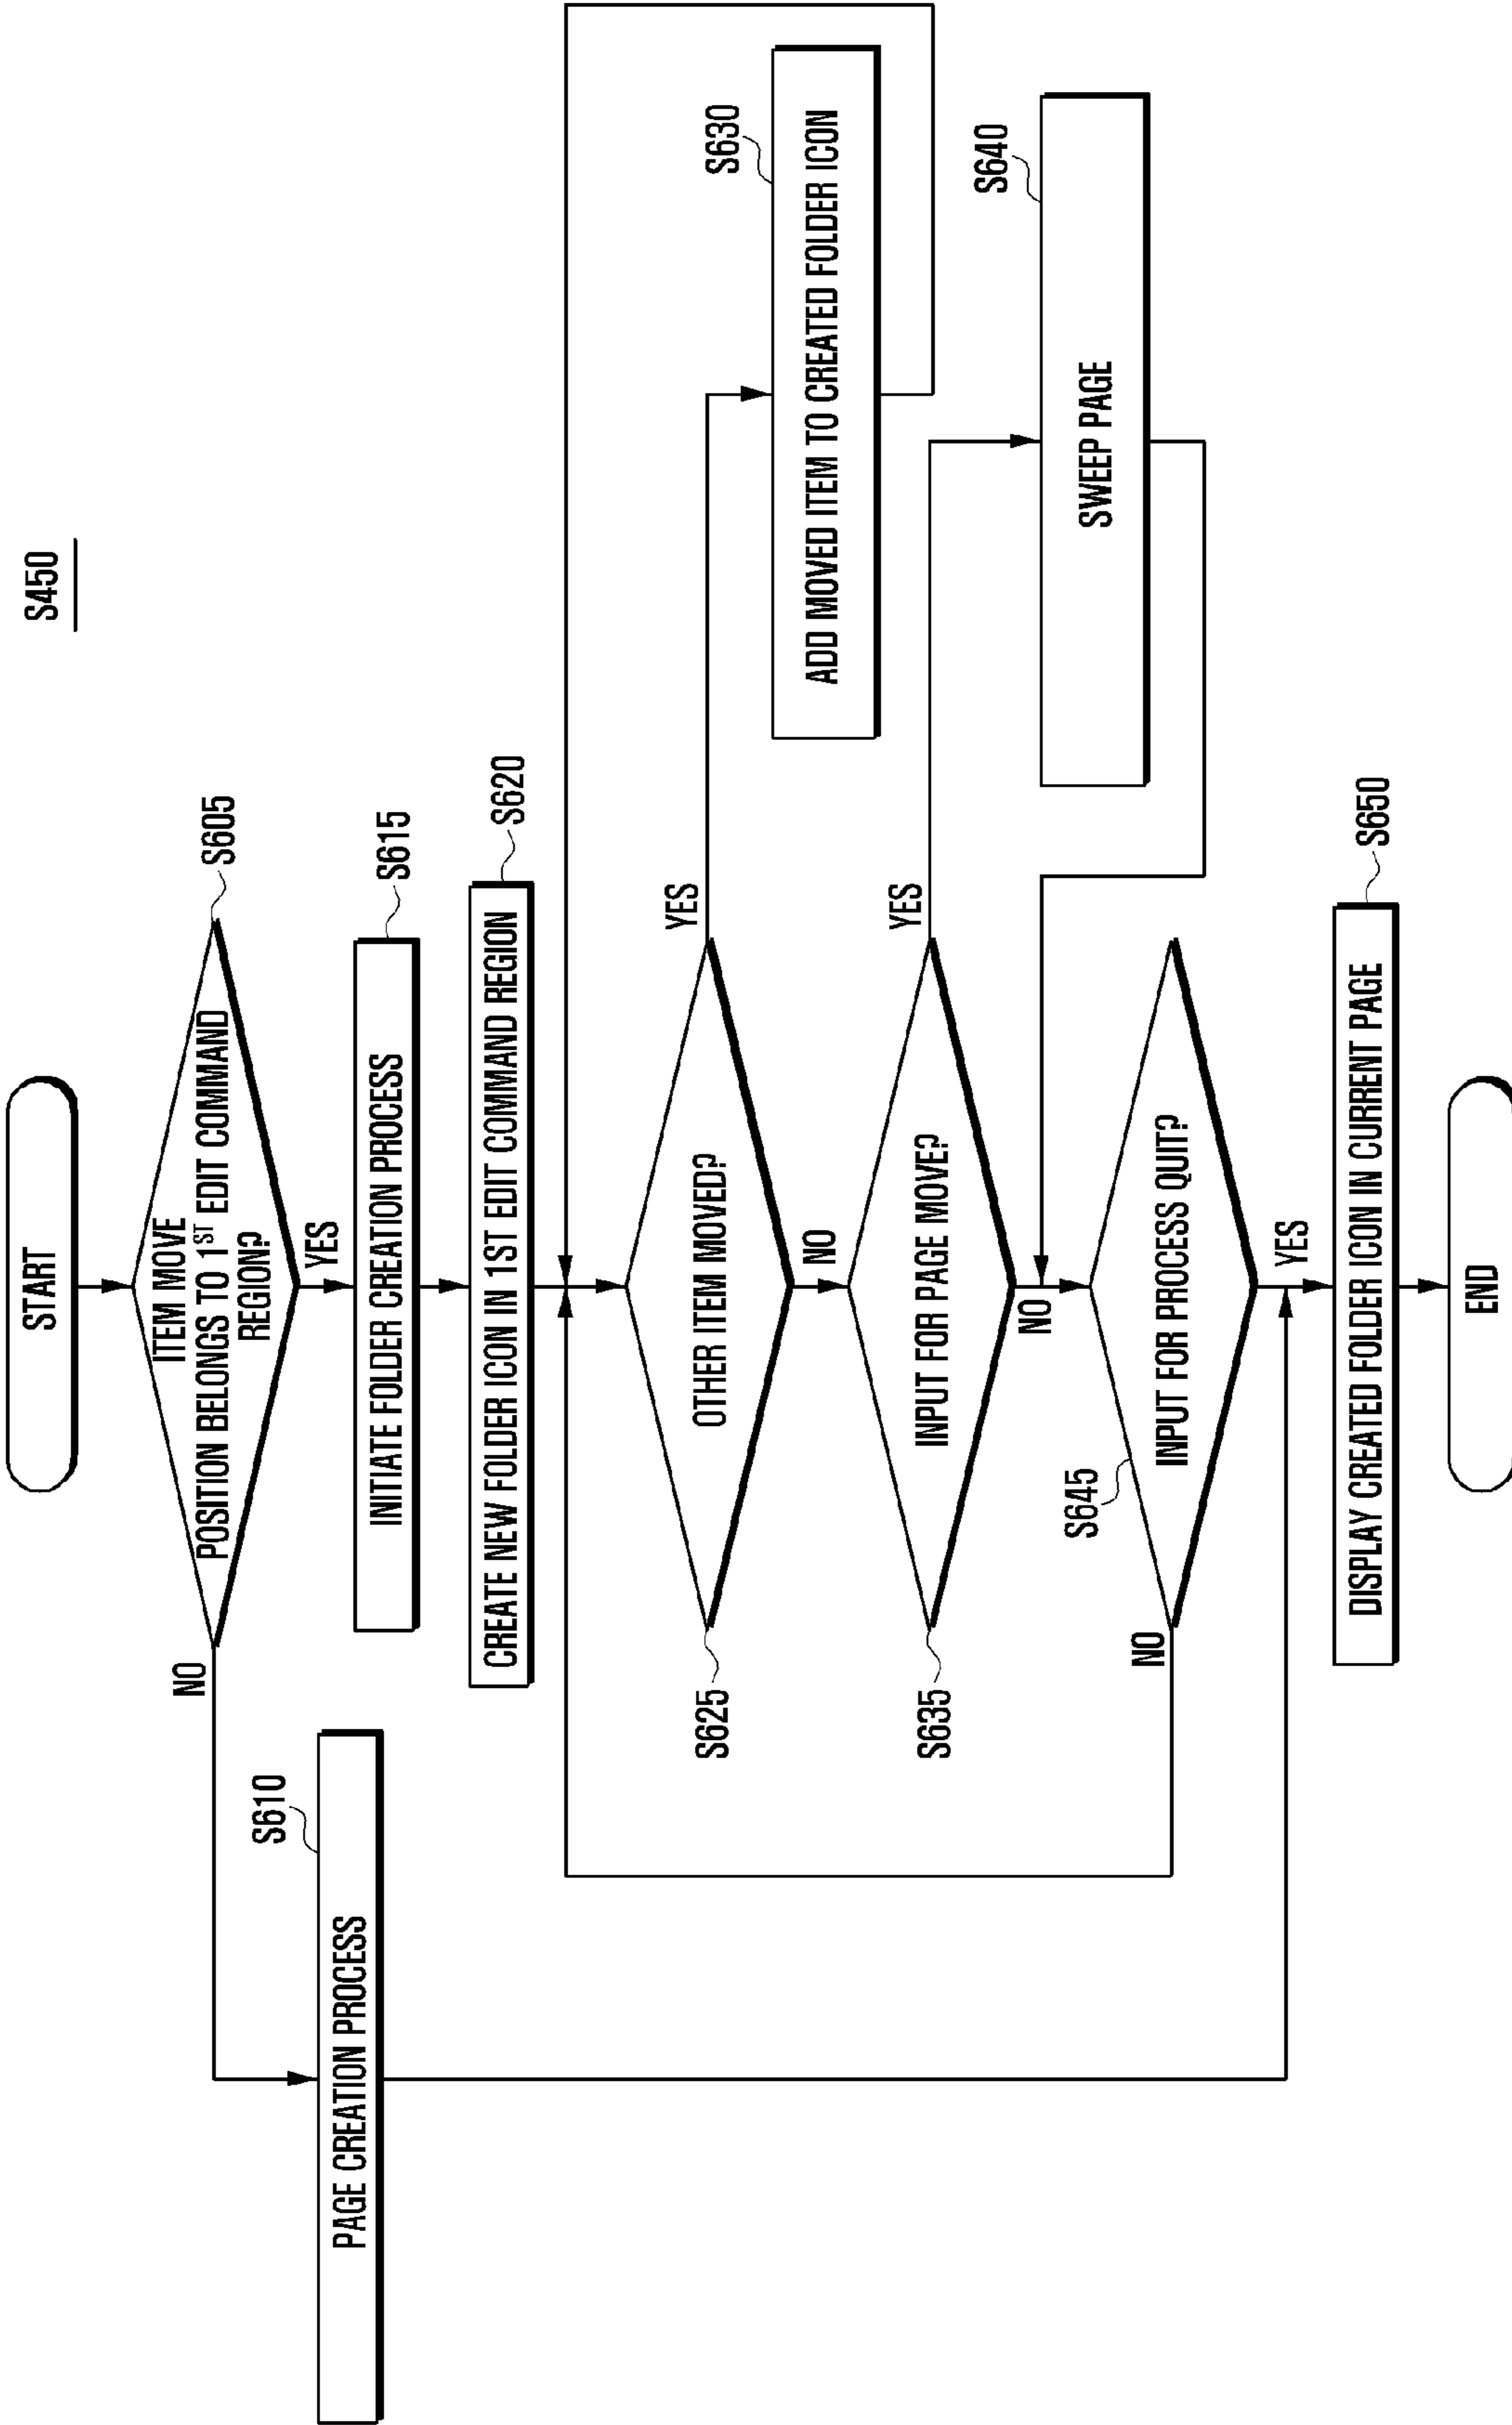 S450
START
ITEM MOVE
POSITION BELONGS TO 1ST EDIT COMMAND
REGION?
S605
NO
YES
S610
PAGE CREATION PROCESS
INITIATE FOLDER CREATION PROCESS
S615
CREATE NEW FOLDER ICON IN 1ST EDIT COMMAND REGION
S620
OTHER ITEM MOVED?
S625
YES
NO
S630
ADD MOVED ITEM TO CREATED FOLDER ICON
INPUT FOR PAGE MOVE?
S635
YES
NO
S640
SWEEP PAGE
S645
INPUT FOR PROCESS QUIT?
NO
YES
DISPLAY CREATED FOLDER ICON IN CURRENT PAGE
S650
END